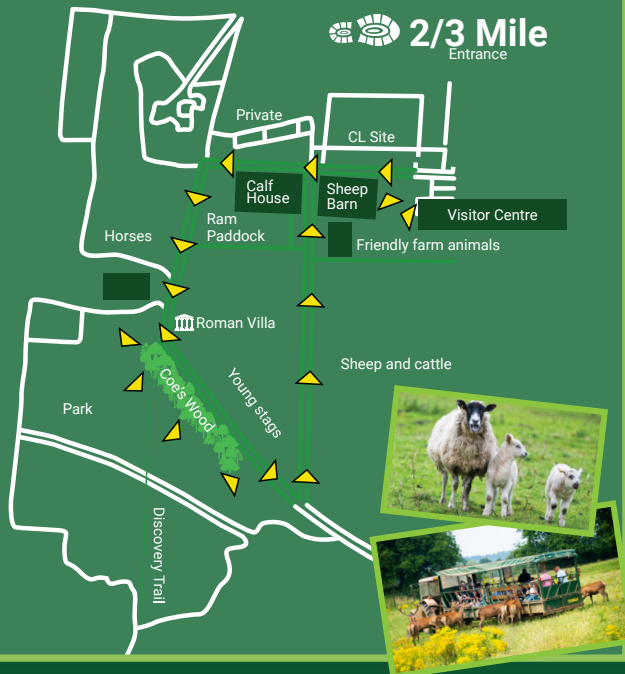 2/3 Mile
Entrance
Private
CL Site
Calf
House
Sheep
Barn
Visitor Centre
Ram
Paddock
Horses
Friendly farm animals
Roman Villa
Sheep and cattle
Young stags
Coe's Wood
Park
Discovery Trail